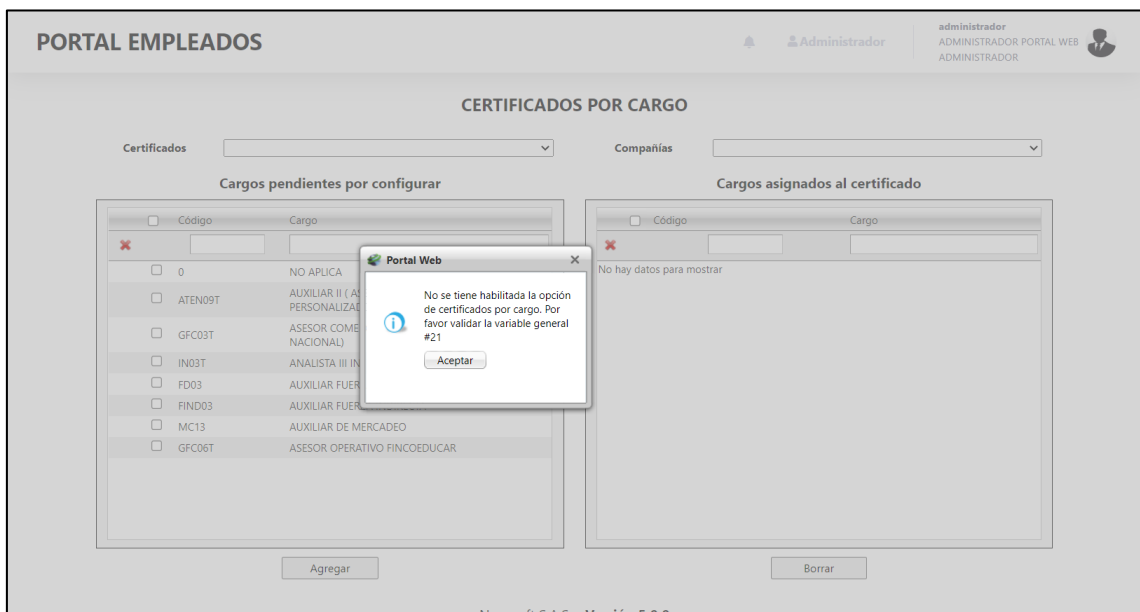 PORTAL EMPLEADOS
Administrador
administrador
ADMINISTRADOR PORTAL WEB
ADMINISTRADOR
CERTIFICADOS POR CARGO
Certificados
Compañías
Cargos pendientes por configurar
Cargos asignados al certificado
Código Cargo
Código Cargo
No hay datos para mostrar
0 NO APLICA
ATEN09T AUXILIAR II (
PERSONALIZAD
GFC03T ASESOR COME
NACIONAL)
IN03T ANALISTA III IN
FD03 AUXILIAR FUER
FIND03 AUXILIAR FUER
MC13 AUXILIAR DE MERCADEO
GFC06T ASESOR OPERATIVO FINCOEDUCAR
Portal Web
No se tiene habilitada la opción
de certificados por cargo. Por
favor validar la variable general
#21
Aceptar
Agregar
Borrar